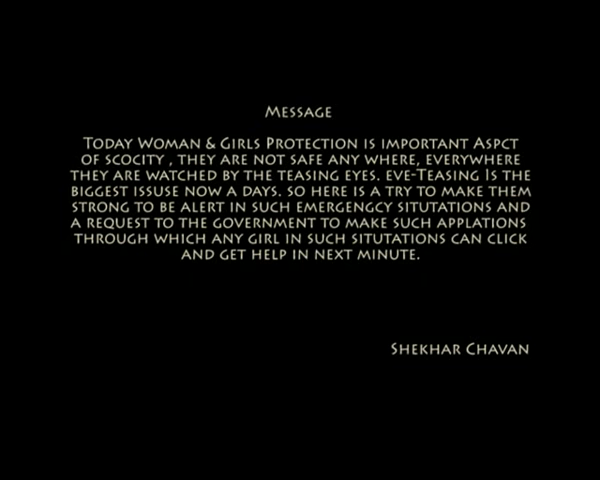 Message
Today Woman & Girls Protection is important Aspct
of scocity , they are not safe any where, everywhere
they are watched by the teasing eyes. eve-Teasing Is the
biggest issuse now a days. so here is a try to make them
strong to be alert in such emergengcy situtations and
a request to the government to make such applations
through which any girl in such situtations can click
and get help in next minute.
Shekhar Chavan